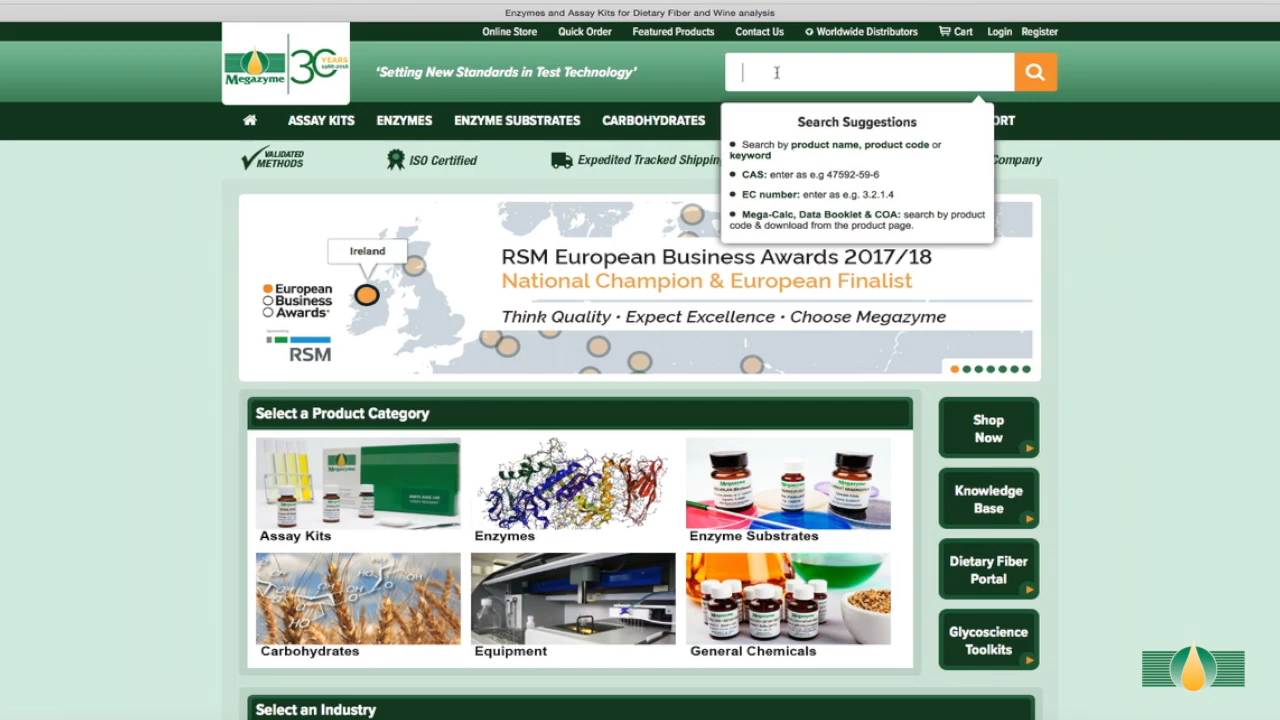 Enzymes and Assay Kits for Dietary Fiber and Wine analysis
Online Store Quick Order Featured Products Contact Us Worldwide Distributors Cart Login Register
Megazyme 30 YEARS 1988-2018
‘Setting New Standards in Test Technology’
ASSAY KITS ENZYMES ENZYME SUBSTRATES CARBOHYDRATES ORT
Search Suggestions
Search by product name, product code or
keyword
CAS: enter as e.g 47592-59-6
EC number: enter as e.g. 3.2.1.4
Mega-Calc, Data Booklet & COA: search by product
code & download from the product page.
VALIDATED
METHODS
ISO Certified
Expedited Tracked Shippin
Company
Ireland
European
Business
Awards
RSM
RSM European Business Awards 2017/18
National Champion & European Finalist
Think Quality • Expect Excellence • Choose Megazyme
Select a Product Category
Assay Kits
Enzymes
Enzyme Substrates
Carbohydrates
Equipment
General Chemicals
Shop
Now
Knowledge
Base
Dietary Fiber
Portal
Glycoscience
Toolkits
Select an Industry